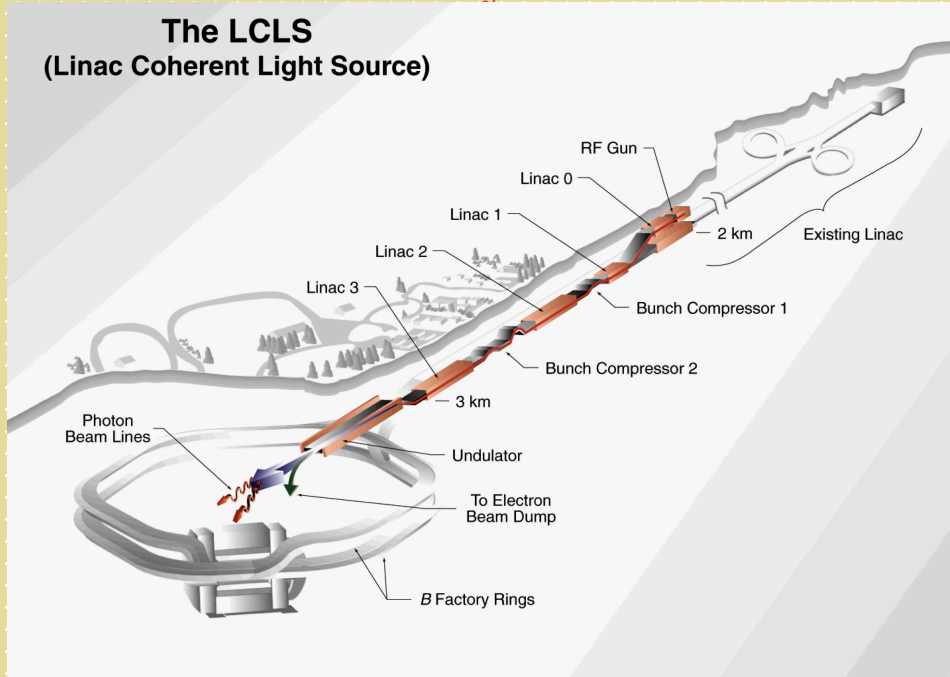 The LCLS
(Linac Coherent Light Source)
RF Gun
Linac 0
Linac 1
2 km
Existing Linac
Linac 2
Linac 3
Bunch Compressor 1
Bunch Compressor 2
3 km
Photon
Beam Lines
Undulator
To Electron
Beam Dump
B Factory Rings